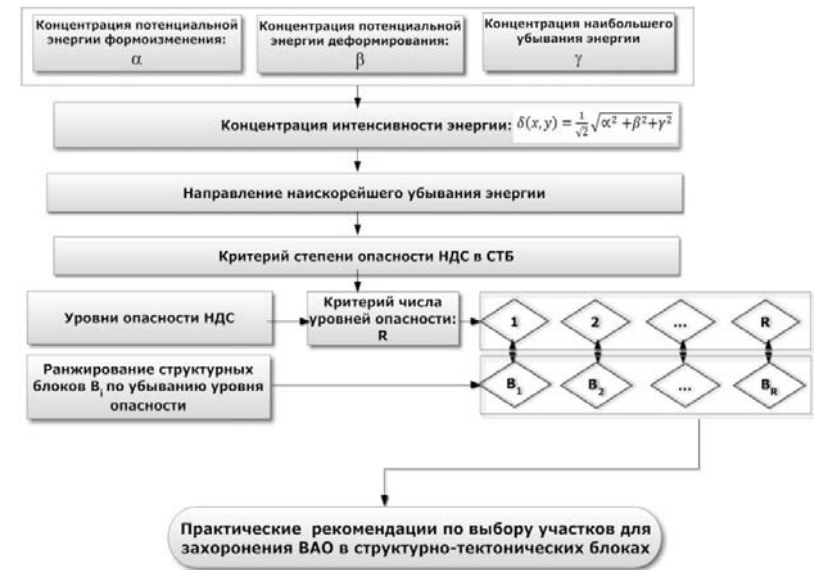 Концентрация потенциальной
энергии формоизменения:
α
Концентрация потенциальной
энергии деформирования:
β
Концентрация наибольшего
убывания энергии
γ
Концентрация интенсивности энергии: δ(x,y) = 1/√2 √(α² +β²+γ²)
Направление наискорейшего убывания энергии
Критерий степени опасности НДС в СТБ
Уровни опасности НДС
Критерий числа
уровней опасности:
R
1
2
...
R
Ранжирование структурных
блоков Bᵢ по убыванию уровня
опасности
B₁
B₂
...
B_R
Практические рекомендации по выбору участков для
захоронения ВАО в структурно-тектонических блоках